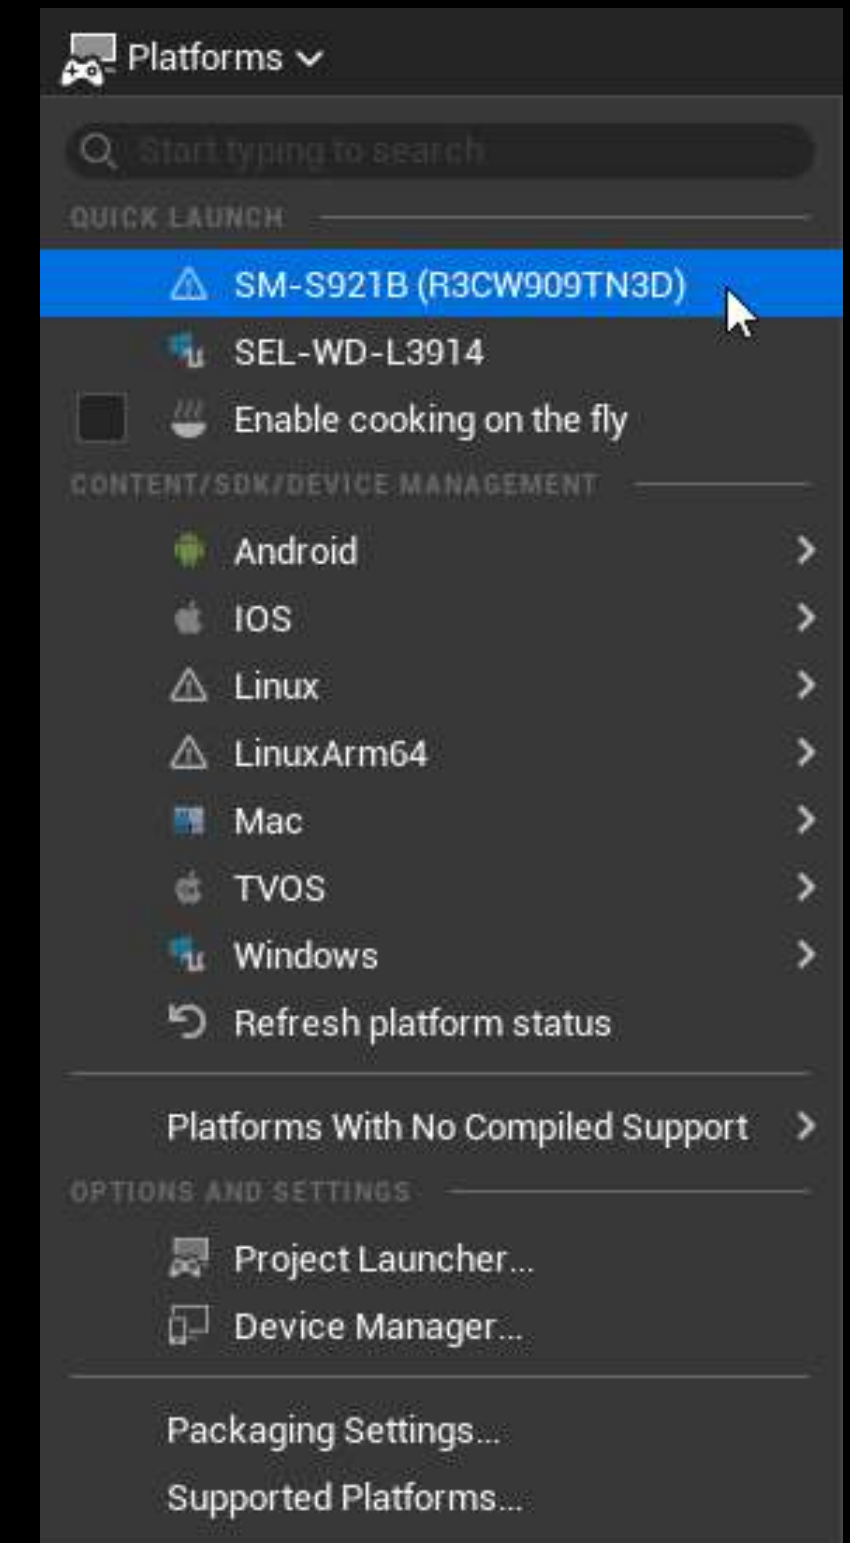 Platforms
Start typing to search
QUICK LAUNCH
SM-S921B (R3CW909TN3D)
SEL-WD-L3914
Enable cooking on the fly
CONTENT/SDK/DEVICE MANAGEMENT
Android
IOS
Linux
LinuxArm64
Mac
TVOS
Windows
Refresh platform status
Platforms With No Compiled Support
OPTIONS AND SETTINGS
Project Launcher...
Device Manager...
Packaging Settings...
Supported Platforms...